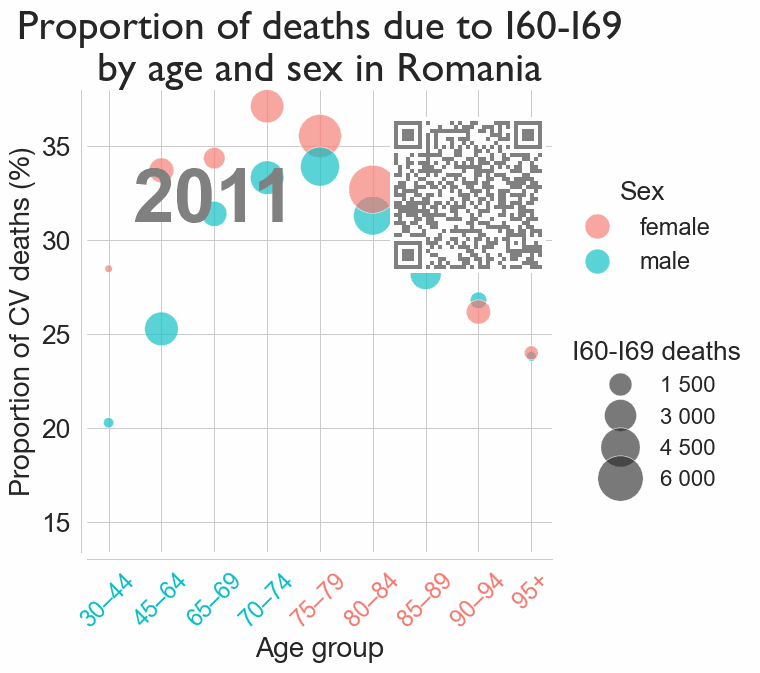 Proportion of deaths due to I60-I69
by age and sex in Romania
Proportion of CV deaths (%)
35
30
25
20
15
2011
30–44
45–64
65–69
70–74
75–79
80–84
85–89
90–94
95+
Age group
Sex
female
male
I60-I69 deaths
1 500
3 000
4 500
6 000